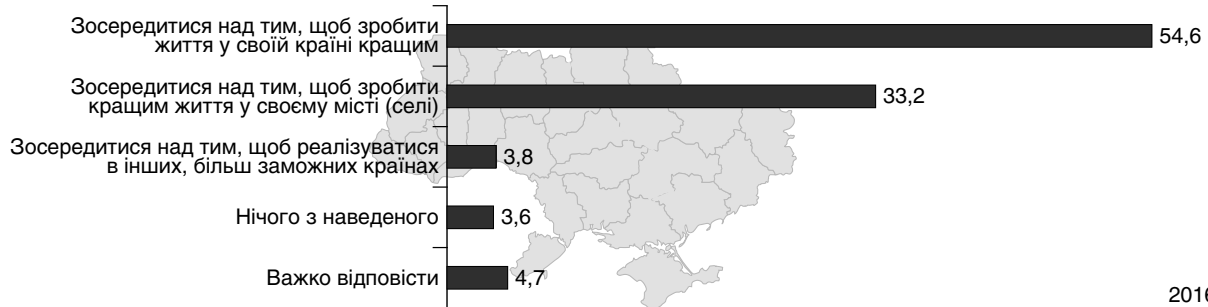 Зосередитися над тим, щоб зробити
життя у своїй країні кращим
54,6
Зосередитися над тим, щоб зробити
кращим життя у своєму місті (селі)
33,2
Зосередитися над тим, щоб реалізуватися
в інших, більш заможних країнах
3,8
Нічого з наведеного
3,6
Важко відповісти
4,7
2016